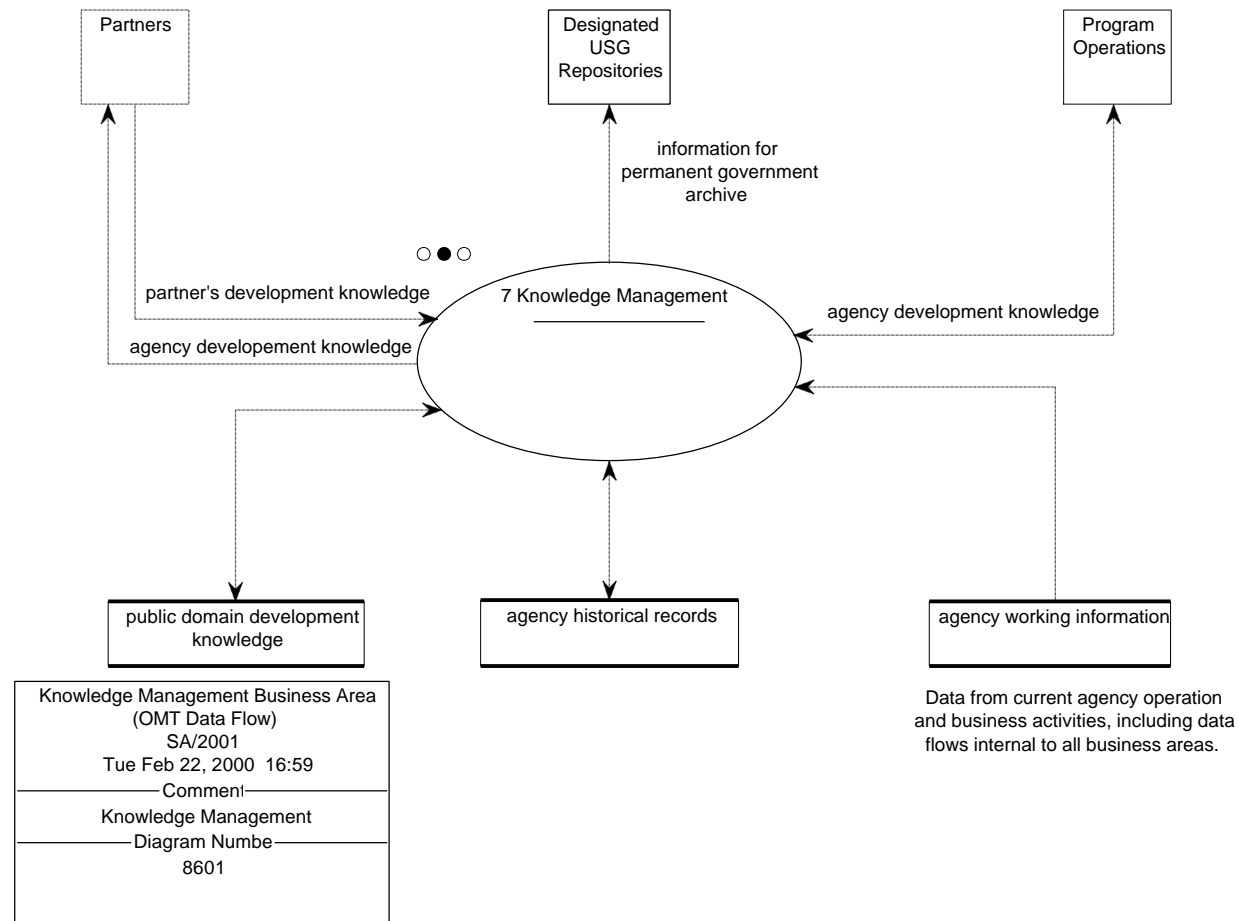 Partners
Designated
USG
Repositories
Program
Operations
information for
permanent government
archive
partner's development knowledge
7 Knowledge Management
agency development knowledge
agency developement knowledge
public domain development
knowledge
agency historical records
agency working information
Knowledge Management Business Area
(OMT Data Flow)
SA/2001
Tue Feb 22, 2000  16:59
Comment
Knowledge Management
Diagram Numbe
8601
Data from current agency operation
and business activities, including data
flows internal to all business areas.